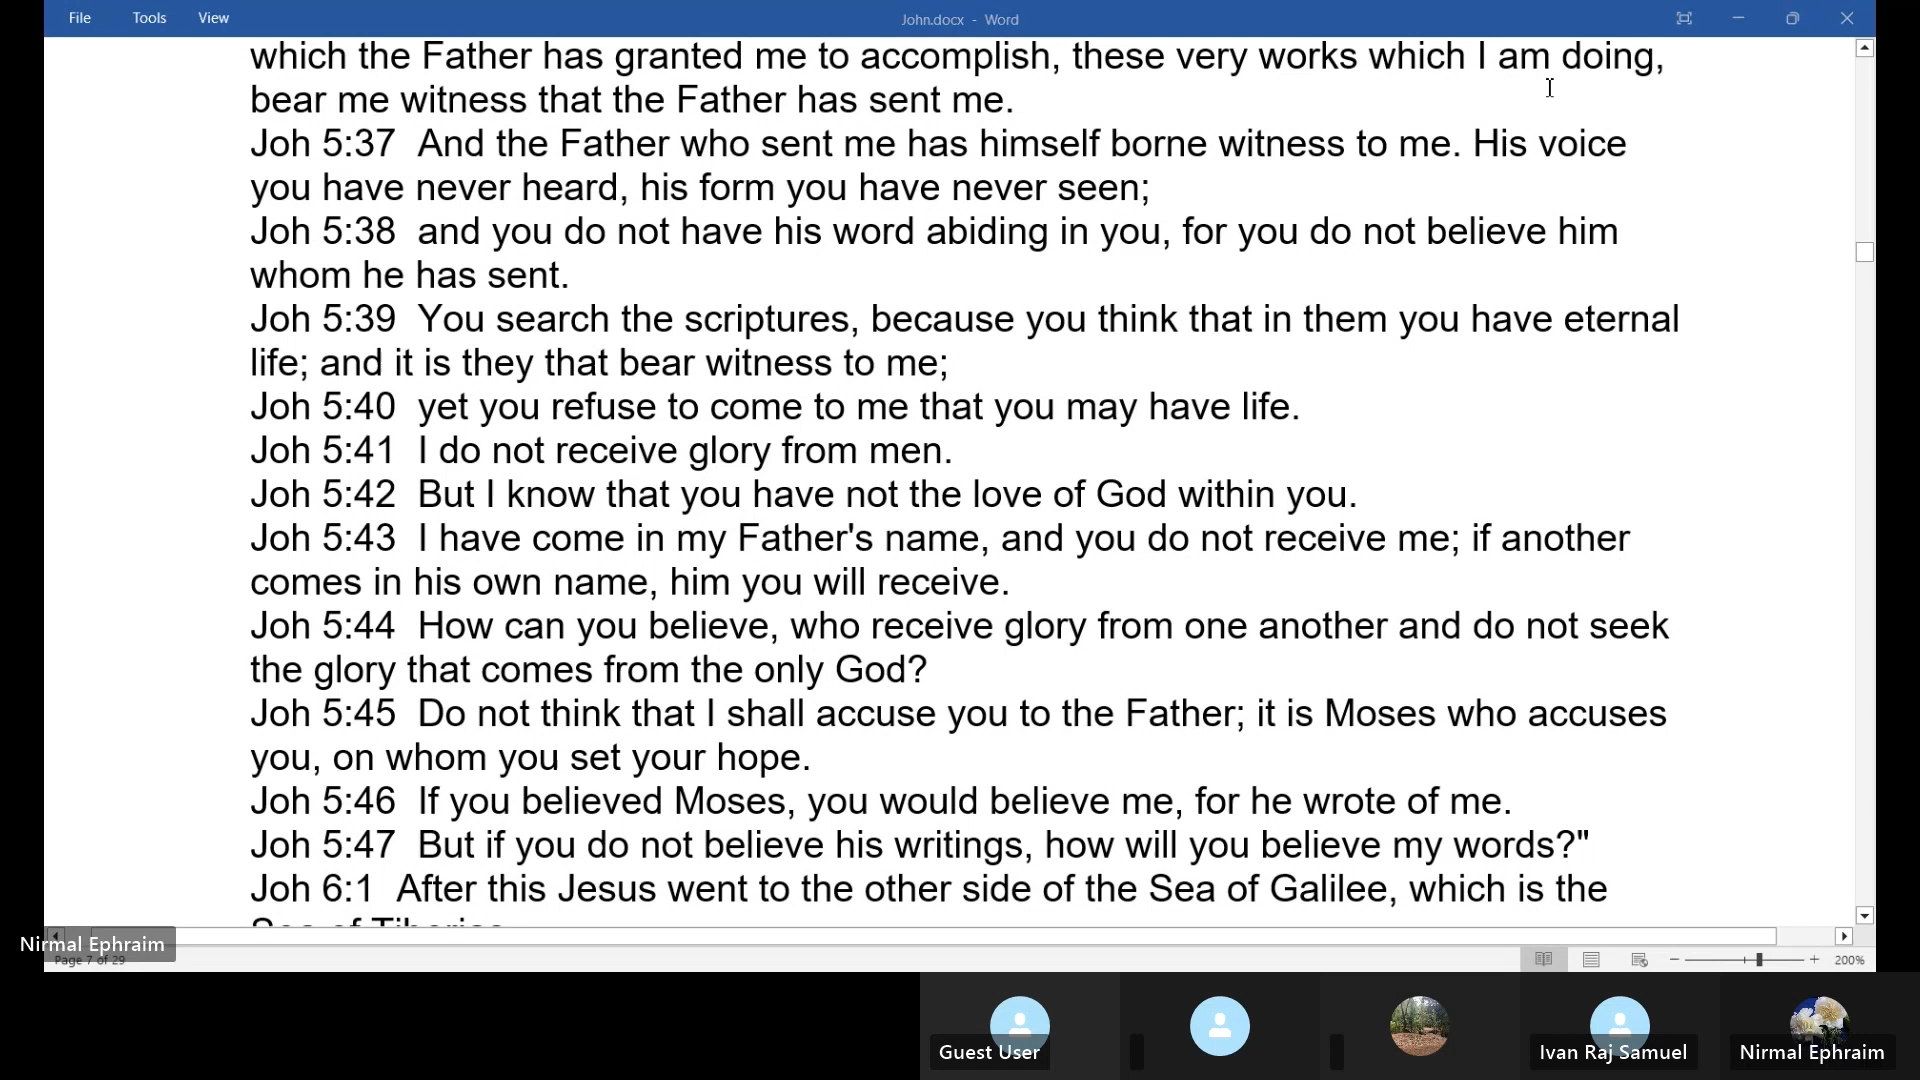 File Tools View John.docx - Word
which the Father has granted me to accomplish, these very works which I am doing,
bear me witness that the Father has sent me.
Joh 5:37 And the Father who sent me has himself borne witness to me. His voice
you have never heard, his form you have never seen;
Joh 5:38 and you do not have his word abiding in you, for you do not believe him
whom he has sent.
Joh 5:39 You search the scriptures, because you think that in them you have eternal
life; and it is they that bear witness to me;
Joh 5:40 yet you refuse to come to me that you may have life.
Joh 5:41 I do not receive glory from men.
Joh 5:42 But I know that you have not the love of God within you.
Joh 5:43 I have come in my Father's name, and you do not receive me; if another
comes in his own name, him you will receive.
Joh 5:44 How can you believe, who receive glory from one another and do not seek
the glory that comes from the only God?
Joh 5:45 Do not think that I shall accuse you to the Father; it is Moses who accuses
you, on whom you set your hope.
Joh 5:46 If you believed Moses, you would believe me, for he wrote of me.
Joh 5:47 But if you do not believe his writings, how will you believe my words?"
Joh 6:1 After this Jesus went to the other side of the Sea of Galilee, which is the
Sea of Tiberias
Nirmal Ephraim
Page 7 of 29 200%
Guest User Ivan Raj Samuel Nirmal Ephraim